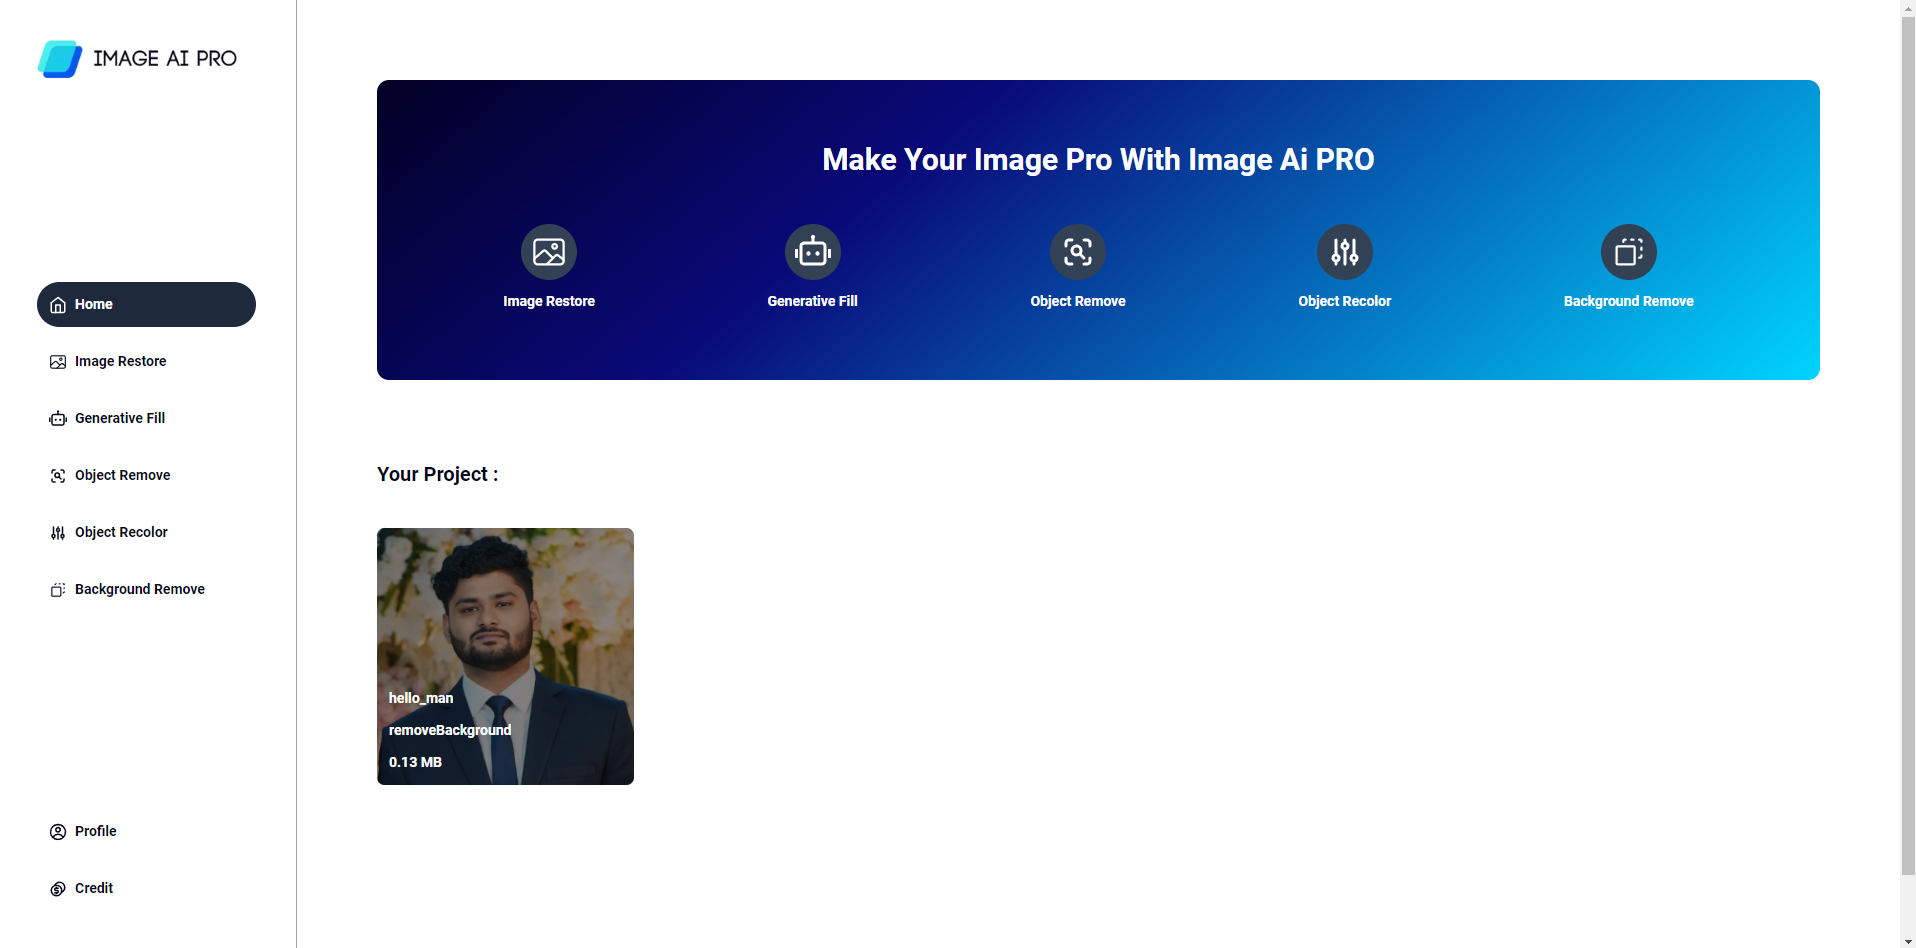 IMAGE AI PRO
Home
Image Restore
Generative Fill
Object Remove
Object Recolor
Background Remove
Profile
Credit
Make Your Image Pro With Image Ai PRO
Image Restore
Generative Fill
Object Remove
Object Recolor
Background Remove
Your Project :
hello_man
removeBackground
0.13 MB